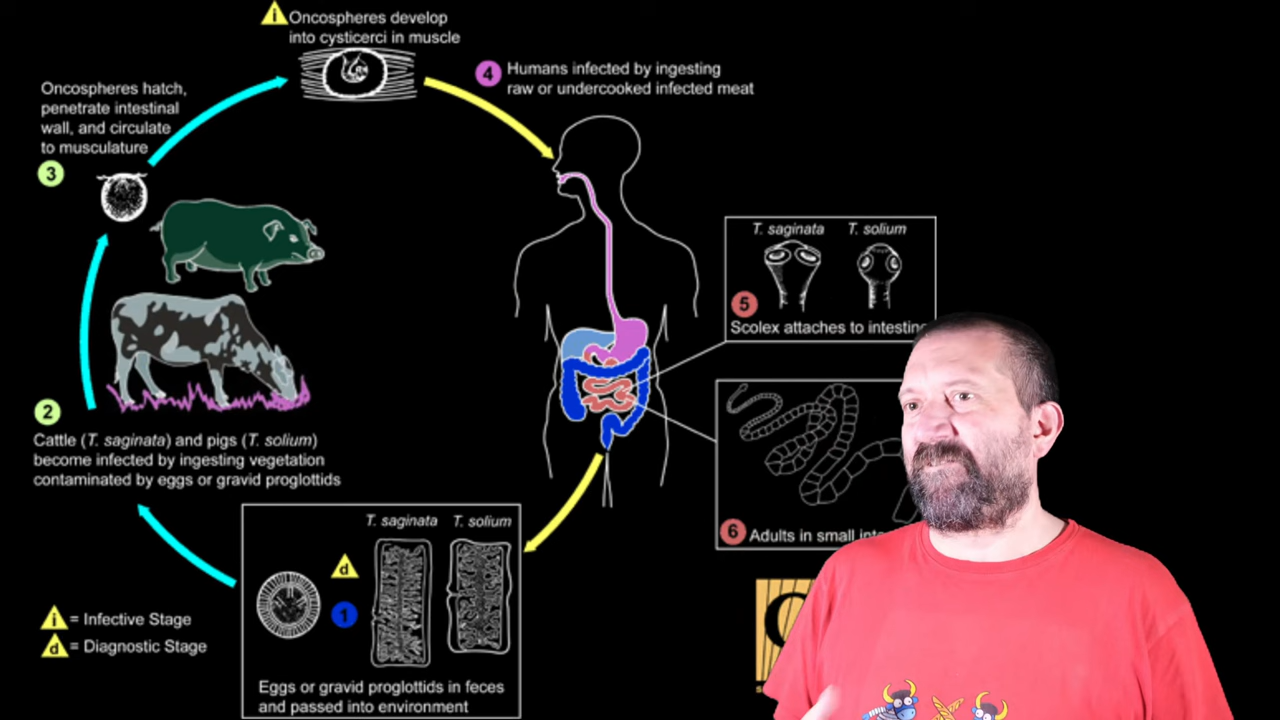 i
Oncospheres develop
into cysticerci in muscle
4
Humans infected by ingesting
raw or undercooked infected meat
Oncospheres hatch,
penetrate intestinal
wall, and circulate
to musculature
3
T. saginata T. solium
5
Scolex attaches to
2
Cattle (T. saginata) and pigs (T. solium)
become infected by ingesting vegetation
contaminated by eggs or gravid proglottids
6 Adults in small
T. saginata T. solium
d
1
i = Infective Stage
d = Diagnostic Stage
Eggs or gravid proglottids in feces
and passed into environment